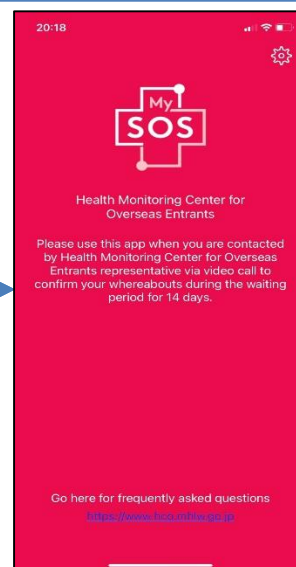 20:18
My
SOS
Health Monitoring Center for
Overseas Entrants
Please use this app when you are contacted
by Health Monitoring Center for Overseas
Entrants representative via video call to
confirm your whereabouts during the waiting
period for 14 days.
Go here for frequently asked questions
https://www.hco.mhlw.go.jp